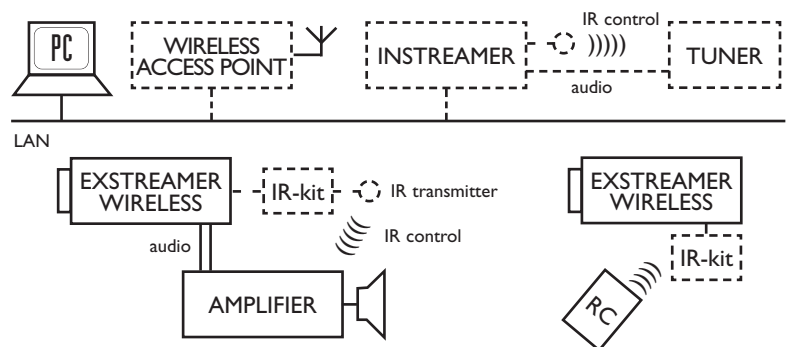 IR control
PC
WIRELESS
ACCESS POINT
INSTREAMER
TUNER
audio
LAN
EXSTREAMER
WIRELESS
IR-kit
IR transmitter
EXSTREAMER
WIRELESS
audio
IR control
IR-kit
AMPLIFIER
RC